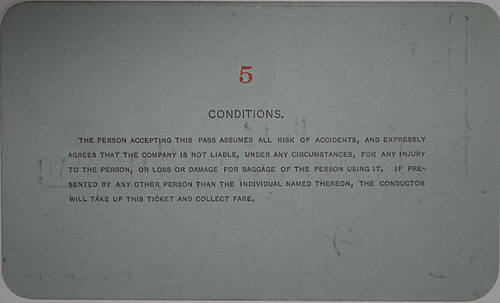 5
CONDITIONS.
THE PERSON ACCEPTING THIS PASS ASSUMES ALL RISK OF ACCIDENTS, AND EXPRESSLY
AGREES THAT THE COMPANY IS NOT LIABLE, UNDER ANY CIRCUMSTANCES, FOR ANY INJURY
TO THE PERSON, OR LOSS OR DAMAGE FOR BAGGAGE OF THE PERSON USING IT. IF PRE-
SENTED BY ANY OTHER PERSON THAN THE INDIVIDUAL NAMED THEREON, THE CONDUCTOR
WILL TAKE UP THIS TICKET AND COLLECT FARE.